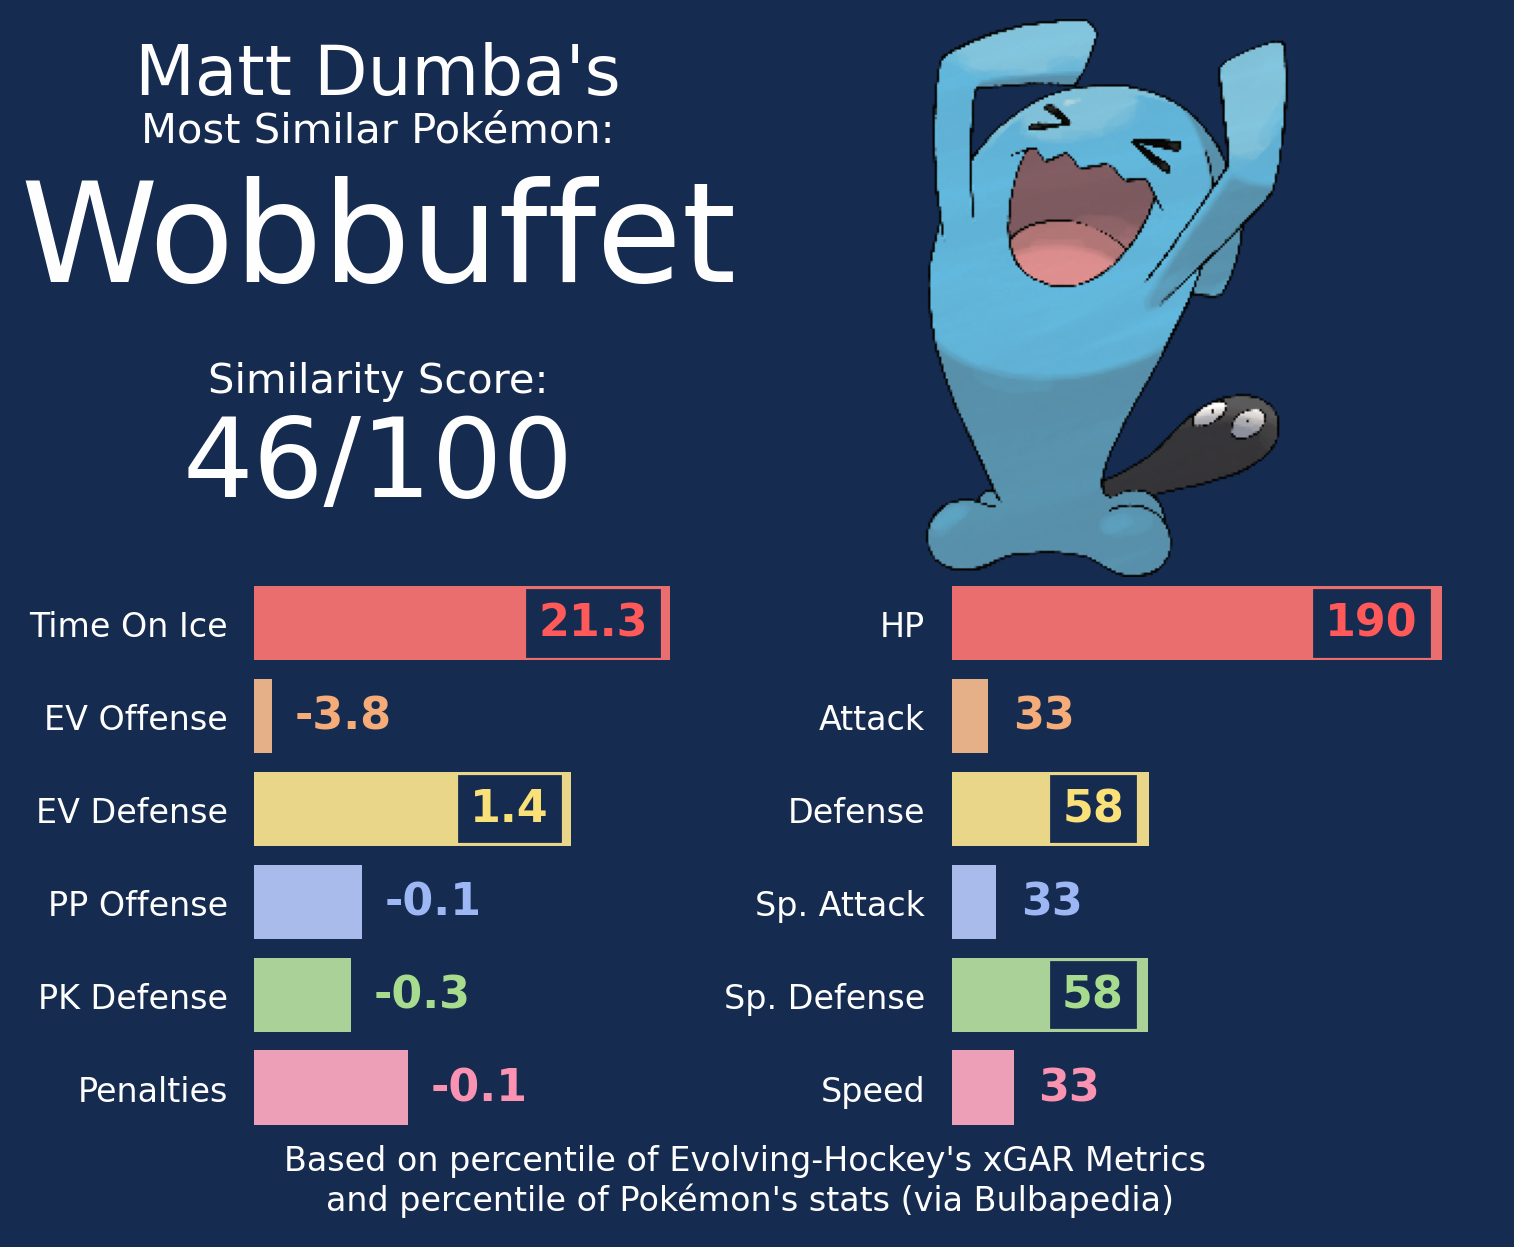 Matt Dumba's
Most Similar Pokémon:
Wobbuffet
Similarity Score:
46/100
Time On Ice 21.3
EV Offense -3.8
EV Defense 1.4
PP Offense -0.1
PK Defense -0.3
Penalties -0.1
HP 190
Attack 33
Defense 58
Sp. Attack 33
Sp. Defense 58
Speed 33
Based on percentile of Evolving-Hockey's xGAR Metrics
and percentile of Pokémon's stats (via Bulbapedia)